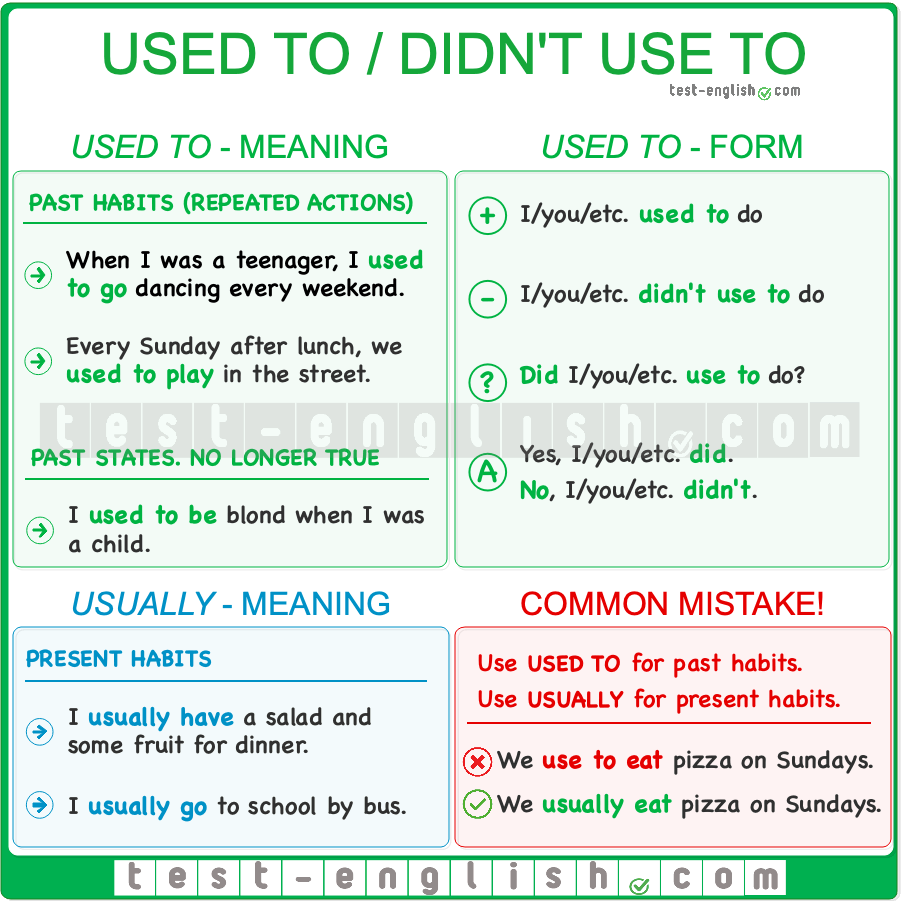 USED TO / DIDN'T USE TO
test-english.com
USED TO - MEANING
PAST HABITS (REPEATED ACTIONS)
When I was a teenager, I used
to go dancing every weekend.
Every Sunday after lunch, we
used to play in the street.
PAST STATES. NO LONGER TRUE
I used to be blond when I was
a child.
USED TO - FORM
+ I/you/etc. used to do
- I/you/etc. didn't use to do
? Did I/you/etc. use to do?
A Yes, I/you/etc. did.
No, I/you/etc. didn't.
test-english.com
USUALLY - MEANING
PRESENT HABITS
I usually have a salad and
some fruit for dinner.
I usually go to school by bus.
COMMON MISTAKE!
Use USED TO for past habits.
Use USUALLY for present habits.
We use to eat pizza on Sundays.
We usually eat pizza on Sundays.
test-english.com